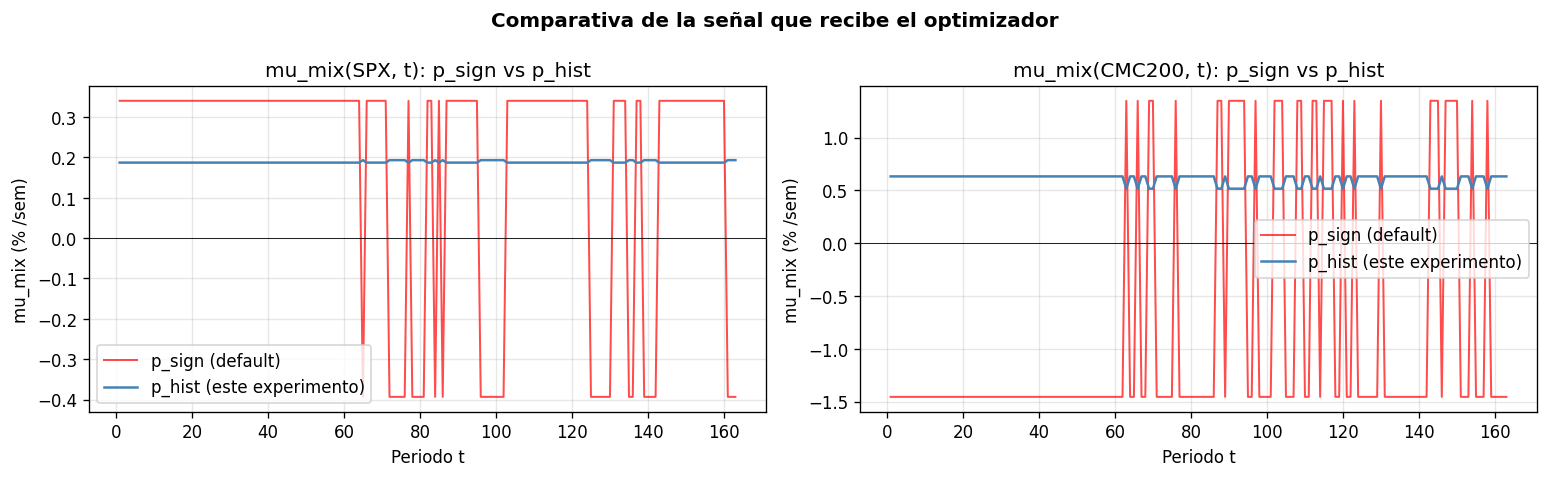 Comparativa de la señal que recibe el optimizador
mu_mix(SPX, t): p_sign vs p_hist
mu_mix (% /sem)
0.3
0.2
0.1
0.0
−0.1
−0.2
−0.3
−0.4
p_sign (default)
p_hist (este experimento)
0 20 40 60 80 100 120 140 160
Periodo t
mu_mix(CMC200, t): p_sign vs p_hist
mu_mix (% /sem)
1.0
0.5
0.0
−0.5
−1.0
−1.5
p_sign (default)
p_hist (este experimento)
0 20 40 60 80 100 120 140 160
Periodo t